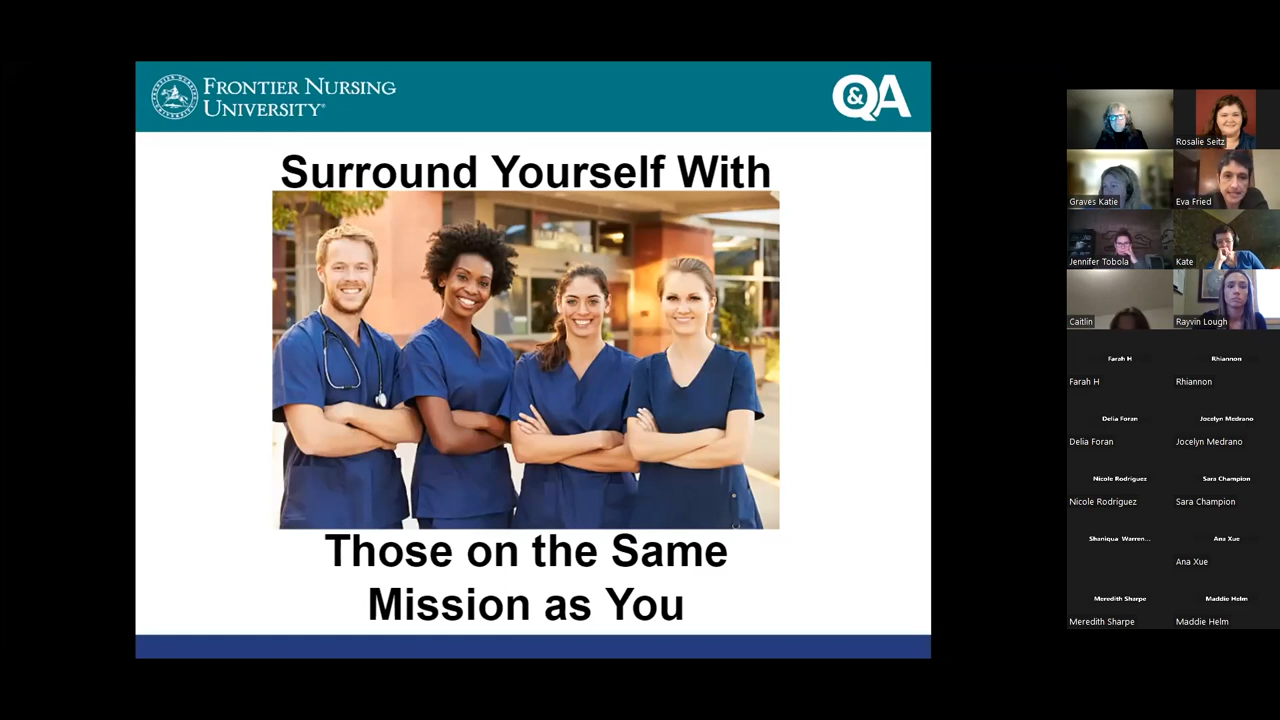 FRONTIER NURSING
UNIVERSITY®
Q&A
Surround Yourself With
Those on the Same
Mission as You
Rosalie Seitz
Graves Katie
Eva Fried
Jennifer Tobola
Kate
Caitlin
Rayvin Lough
Farah H
Rhiannon
Farah H
Rhiannon
Delia Foran
Jocelyn Medrano
Delia Foran
Jocelyn Medrano
Nicole Rodriguez
Sara Champion
Nicole Rodriguez
Sara Champion
Shaniqua Warren...
Ana Xue
Ana Xue
Meredith Sharpe
Maddie Helm
Meredith Sharpe
Maddie Helm